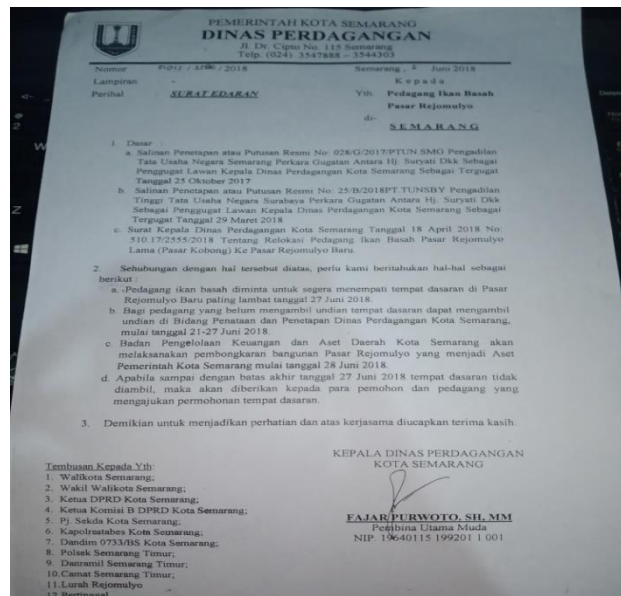 PEMERINTAH KOTA SEMARANG
DINAS PERDAGANGAN
Jl. Dr. Cipto No. 115 Semarang
Telp. (024) 3547888 – 3544303
Nomor / 2018 Semarang, Juni 2018
Lampiran - Kepada
Perihal SURAT EDARAN Yth. Pedagang Ikan Basah
Pasar Rejomulyo
di-
SEMARANG
1. Dasar :
a. Salinan Penetapan atau Putusan Resmi No: 028/G/2017/PTUN SMG Pengadilan
Tata Usaha Negara Semarang Perkara Gugatan Antara Hj. Suryati Dkk Sebagai
Penggugat Lawan Kepala Dinas Perdagangan Kota Semarang Sebagai Tergugat
Tanggal 25 Oktober 2017
b. Salinan Penetapan atau Putusan Resmi No: 25/B/2018PT.TUNSBY Pengadilan
Tinggi Tata Usaha Negara Surabaya Perkara Gugatan Antara Hj. Suryati Dkk
Sebagai Penggugat Lawan Kepala Dinas Perdagangan Kota Semarang Sebagai
Tergugat Tanggal 29 Maret 2018
c. Surat Kepala Dinas Perdagangan Kota Semarang Tanggal 18 April 2018 No:
510.17/2555/2018 Tentang Relokasi Pedagang Ikan Basah Pasar Rejomulyo
Lama (Pasar Kobong) Ke Pasar Rejomulyo Baru.
2. Sehubungan dengan hal tersebut diatas, perlu kami beritahukan hal-hal sebagai
berikut :
a. Pedagang ikan basah diminta untuk segera menempati tempat dasaran di Pasar
Rejomulyo Baru paling lambat tanggal 27 Juni 2018.
b. Bagi pedagang yang belum mengambil undian tempat dasaran dapat mengambil
undian di Bidang Penataan dan Penetapan Dinas Perdagangan Kota Semarang,
mulai tanggal 21-27 Juni 2018.
c. Badan Pengelolaan Keuangan dan Aset Daerah Kota Semarang akan
melaksanakan pembongkaran bangunan Pasar Rejomulyo yang menjadi Aset
Pemerintah Kota Semarang mulai tanggal 28 Juni 2018.
d. Apabila sampai dengan batas akhir tanggal 27 Juni 2018 tempat dasaran tidak
diambil, maka akan diberikan kepada para pemohon dan pedagang yang
mengajukan permohonan tempat dasaran.
3. Demikian untuk menjadikan perhatian dan atas kerjasama diucapkan terima kasih.
KEPALA DINAS PERDAGANGAN
KOTA SEMARANG
FAJAR PURWOTO, SH, MM
Pembina Utama Muda
NIP. 19640115 199201 1 001
Tembusan Kepada Yth:
1. Walikota Semarang;
2. Wakil Walikota Semarang;
3. Ketua DPRD Kota Semarang;
4. Ketua Komisi B DPRD Kota Semarang;
5. Pj. Sekda Kota Semarang;
6. Kapolrestabes Kota Semarang;
7. Dandim 0733/BS Kota Semarang;
8. Polsek Semarang Timur;
9. Danramil Semarang Timur;
10. Camat Semarang Timur;
11. Lurah Rejomulyo
12. Pertinggal